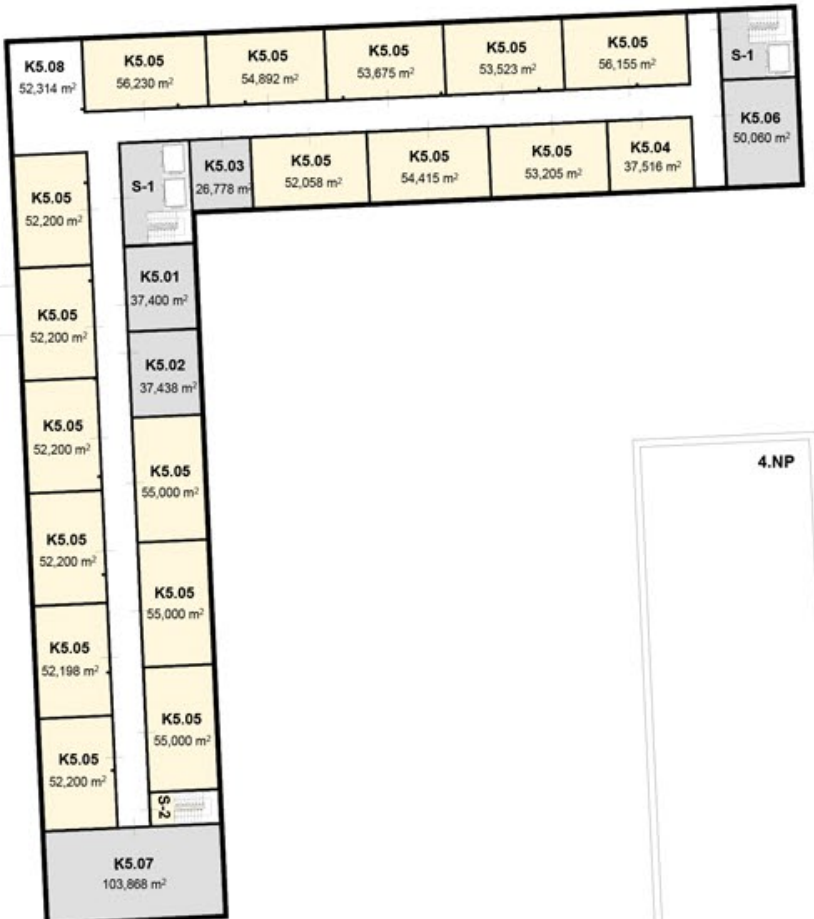 K5.08
52,314 m²
K5.05
56,230 m²
K5.05
54,892 m²
K5.05
53,675 m²
K5.05
53,523 m²
K5.05
56,155 m²
S-1
K5.06
50,060 m²
S-1
K5.03
26,778 m²
K5.05
52,058 m²
K5.05
54,415 m²
K5.05
53,205 m²
K5.04
37,516 m²
K5.05
52,200 m²
K5.05
52,200 m²
K5.05
52,200 m²
K5.05
52,200 m²
K5.05
52,198 m²
K5.05
52,200 m²
K5.01
37,400 m²
K5.02
37,438 m²
K5.05
55,000 m²
K5.05
55,000 m²
K5.05
55,000 m²
S-2
K5.07
103,868 m²
4.NP